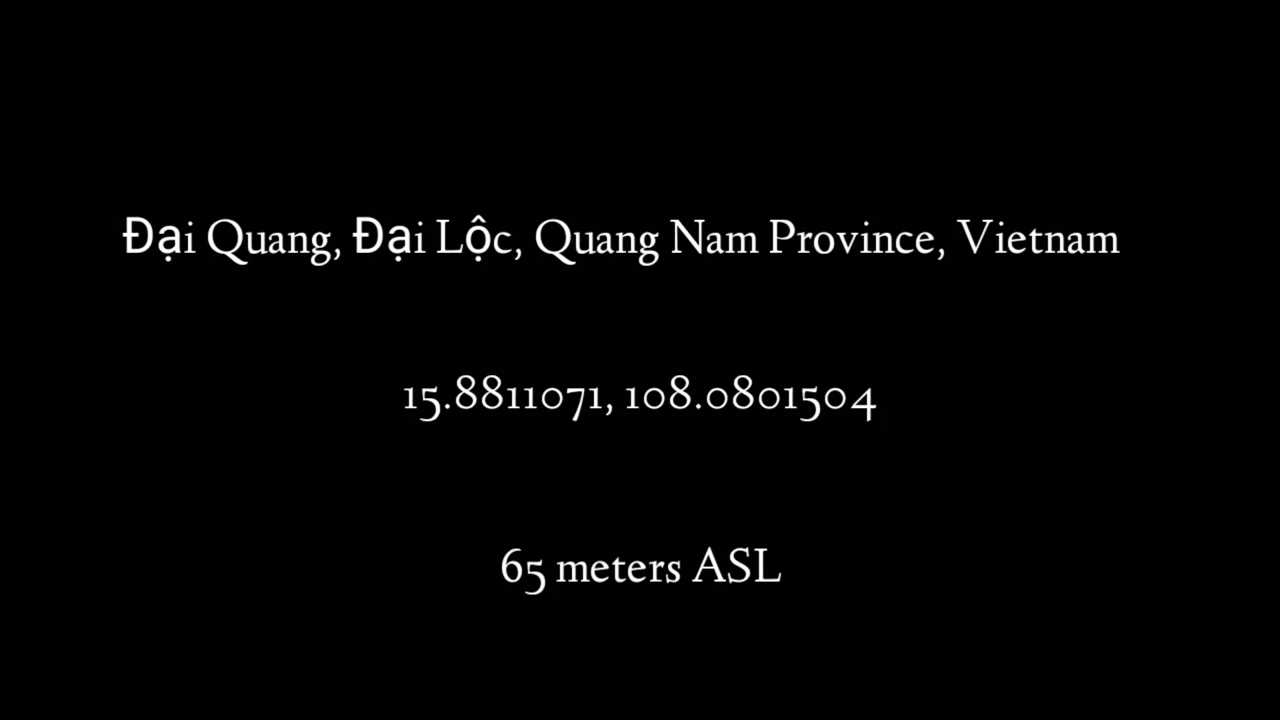 Đại Quang, Đại Lộc, Quang Nam Province, Vietnam
15.8811071, 108.0801504
65 meters ASL